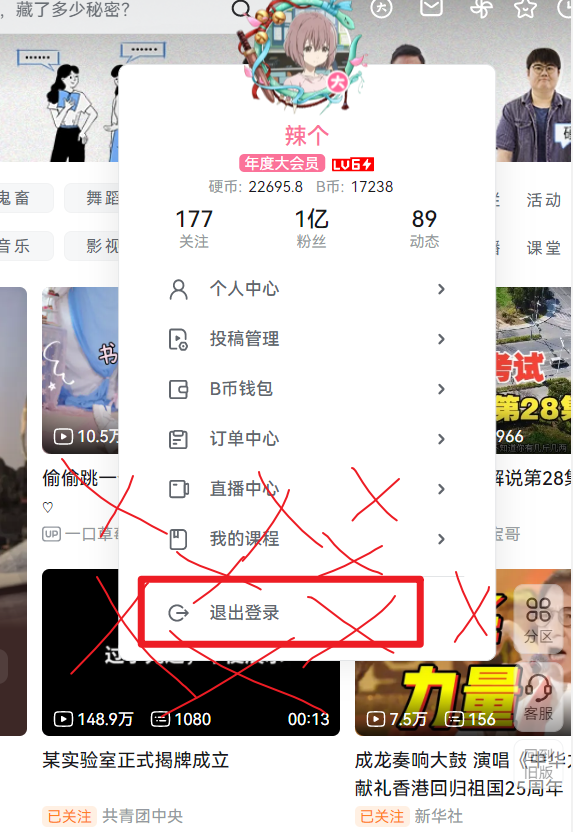 藏了多少秘密?
大
大
辣个
年度大会员 LV6
硬币: 22695.8 B币: 17238
177 1亿 89
关注 粉丝 动态
鬼畜 舞蹈 活动
音乐 影视 课堂
个人中心
投稿管理
B币钱包
订单中心
直播中心
我的课程
退出登录
书
考试
第28集
10.5万
966
偷偷跳一
解说第28集
♡
UP 一口草莓
宝哥
分区
力量
客服
148.9万 1080 00:13
7.5万 156
回到
旧版
某实验室正式揭牌成立
成龙奏响大鼓 演唱《中华
献礼香港回归祖国25周年
已关注 共青团中央
已关注 新华社